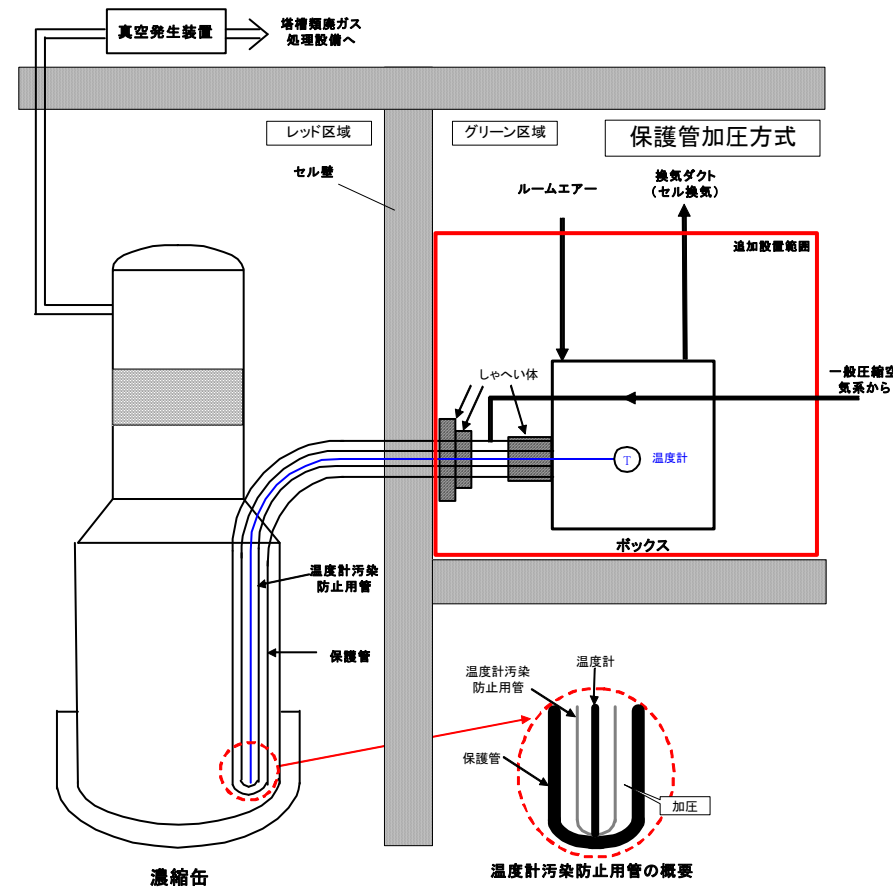 真空発生装置
塔槽類廃ガス
処理設備へ
レッド区域
グリーン区域
保護管加圧方式
セル壁
ルームエアー
換気ダクト
(セル換気)
追加設置範囲
しゃへい体
一般圧縮空
気系から
T
温度計
ボックス
温度計汚染
防止用管
保護管
温度計
温度計汚染
防止用管
保護管
加圧
濃縮缶
温度計汚染防止用管の概要